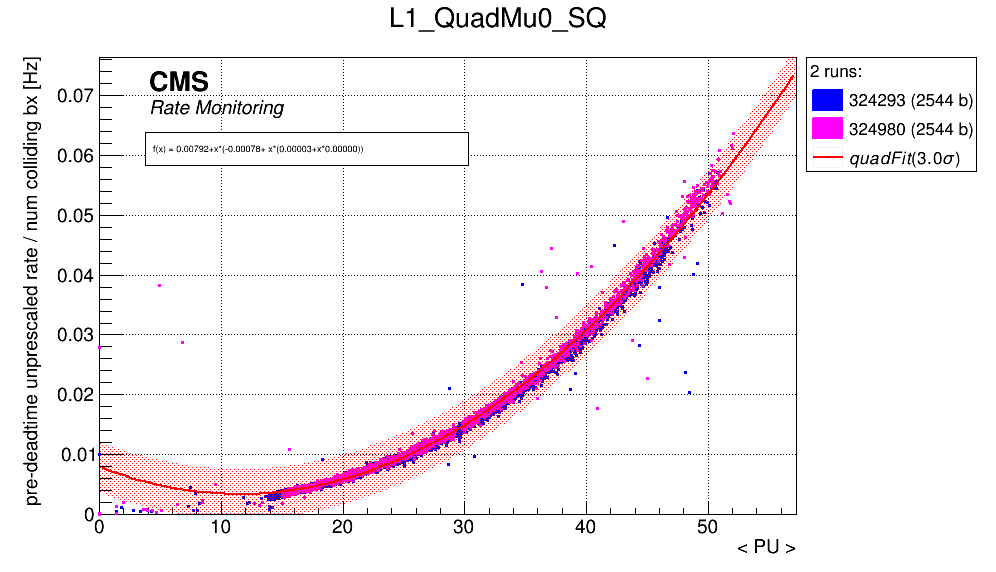 L1_QuadMu0_SQ
pre-deadtime unprescaled rate / num colliding bx [Hz]
CMS
Rate Monitoring
f(x) = 0.00792+x*(-0.00078+ x*(0.00003+x*0.00000))
0.07
0.06
0.05
0.04
0.03
0.02
0.01
0
0 10 20 30 40 50
< PU >
2 runs:
324293 (2544 b)
324980 (2544 b)
quadFit(3.0σ)